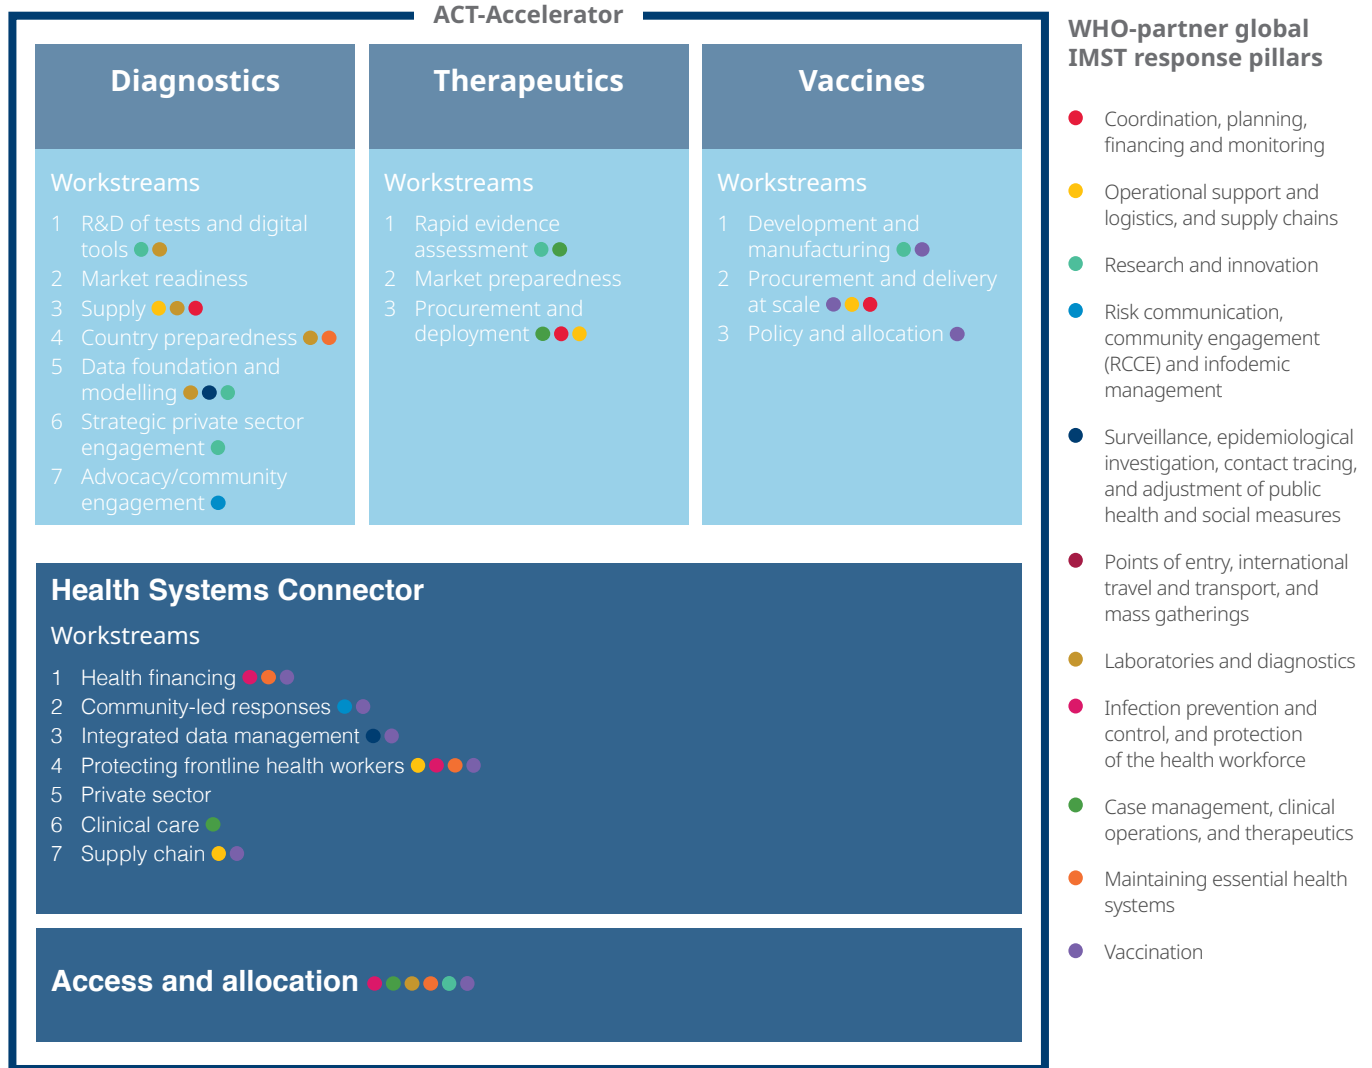 ACT-Accelerator
Diagnostics
Workstreams
1 R&D of tests and digital
tools
2 Market readiness
3 Supply
4 Country preparedness
5 Data foundation and
modelling
6 Strategic private sector
engagement
7 Advocacy/community
engagement
Therapeutics
Workstreams
1 Rapid evidence
assessment
2 Market preparedness
3 Procurement and
deployment
Vaccines
Workstreams
1 Development and
manufacturing
2 Procurement and delivery
at scale
3 Policy and allocation
Health Systems Connector
Workstreams
1 Health financing
2 Community-led responses
3 Integrated data management
4 Protecting frontline health workers
5 Private sector
6 Clinical care
7 Supply chain
Access and allocation
WHO-partner global
IMST response pillars
Coordination, planning,
financing and monitoring
Operational support and
logistics, and supply chains
Research and innovation
Risk communication,
community engagement
(RCCE) and infodemic
management
Surveillance, epidemiological
investigation, contact tracing,
and adjustment of public
health and social measures
Points of entry, international
travel and transport, and
mass gatherings
Laboratories and diagnostics
Infection prevention and
control, and protection
of the health workforce
Case management, clinical
operations, and therapeutics
Maintaining essential health
systems
Vaccination